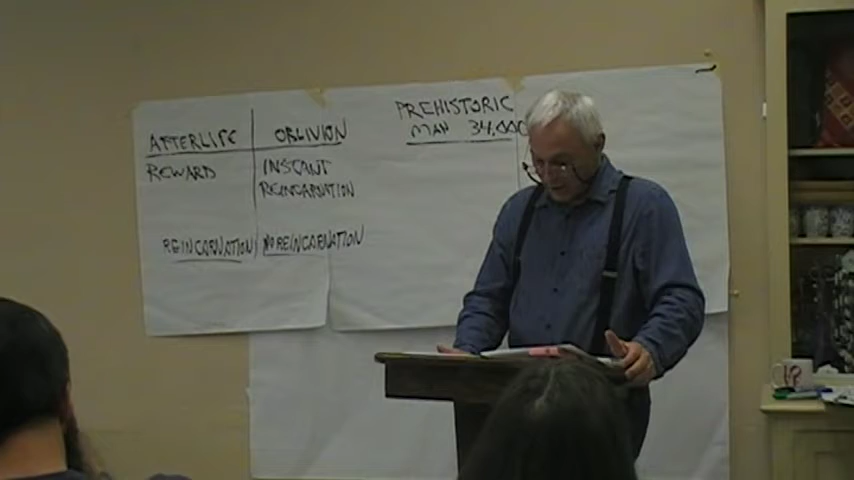 AFTERLIFE OBLIVION
REWARD INSTANT
REINCARNATION
REINCARNATION NO REINCARNATION
PREHISTORIC
MAN 34,000